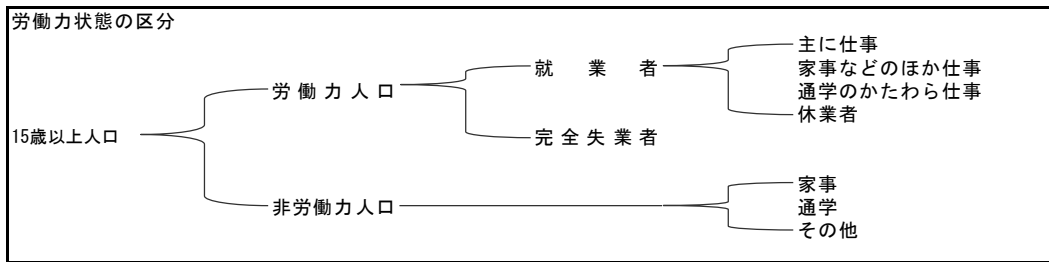 労働力状態の区分
主に仕事
就業者
家事などのほか仕事
労働力人口
通学のかたわら仕事
休業者
15歳以上人口
完全失業者
家事
非労働力人口
通学
その他